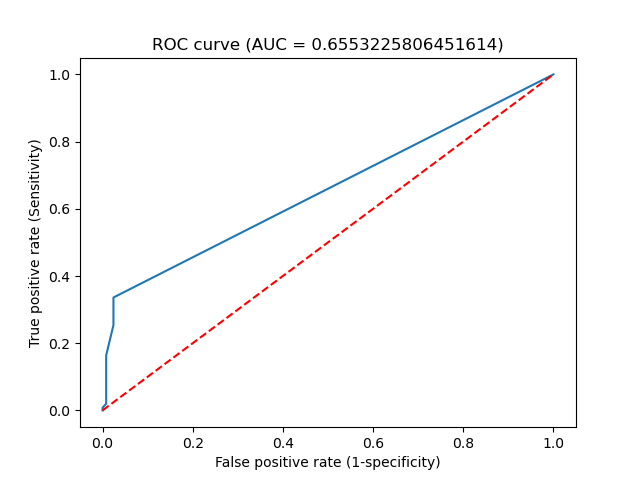 ROC curve (AUC = 0.6553225806451614)
1.0
0.8
0.6
0.4
0.2
0.0
True positive rate (Sensitivity)
0.0 0.2 0.4 0.6 0.8 1.0
False positive rate (1-specificity)